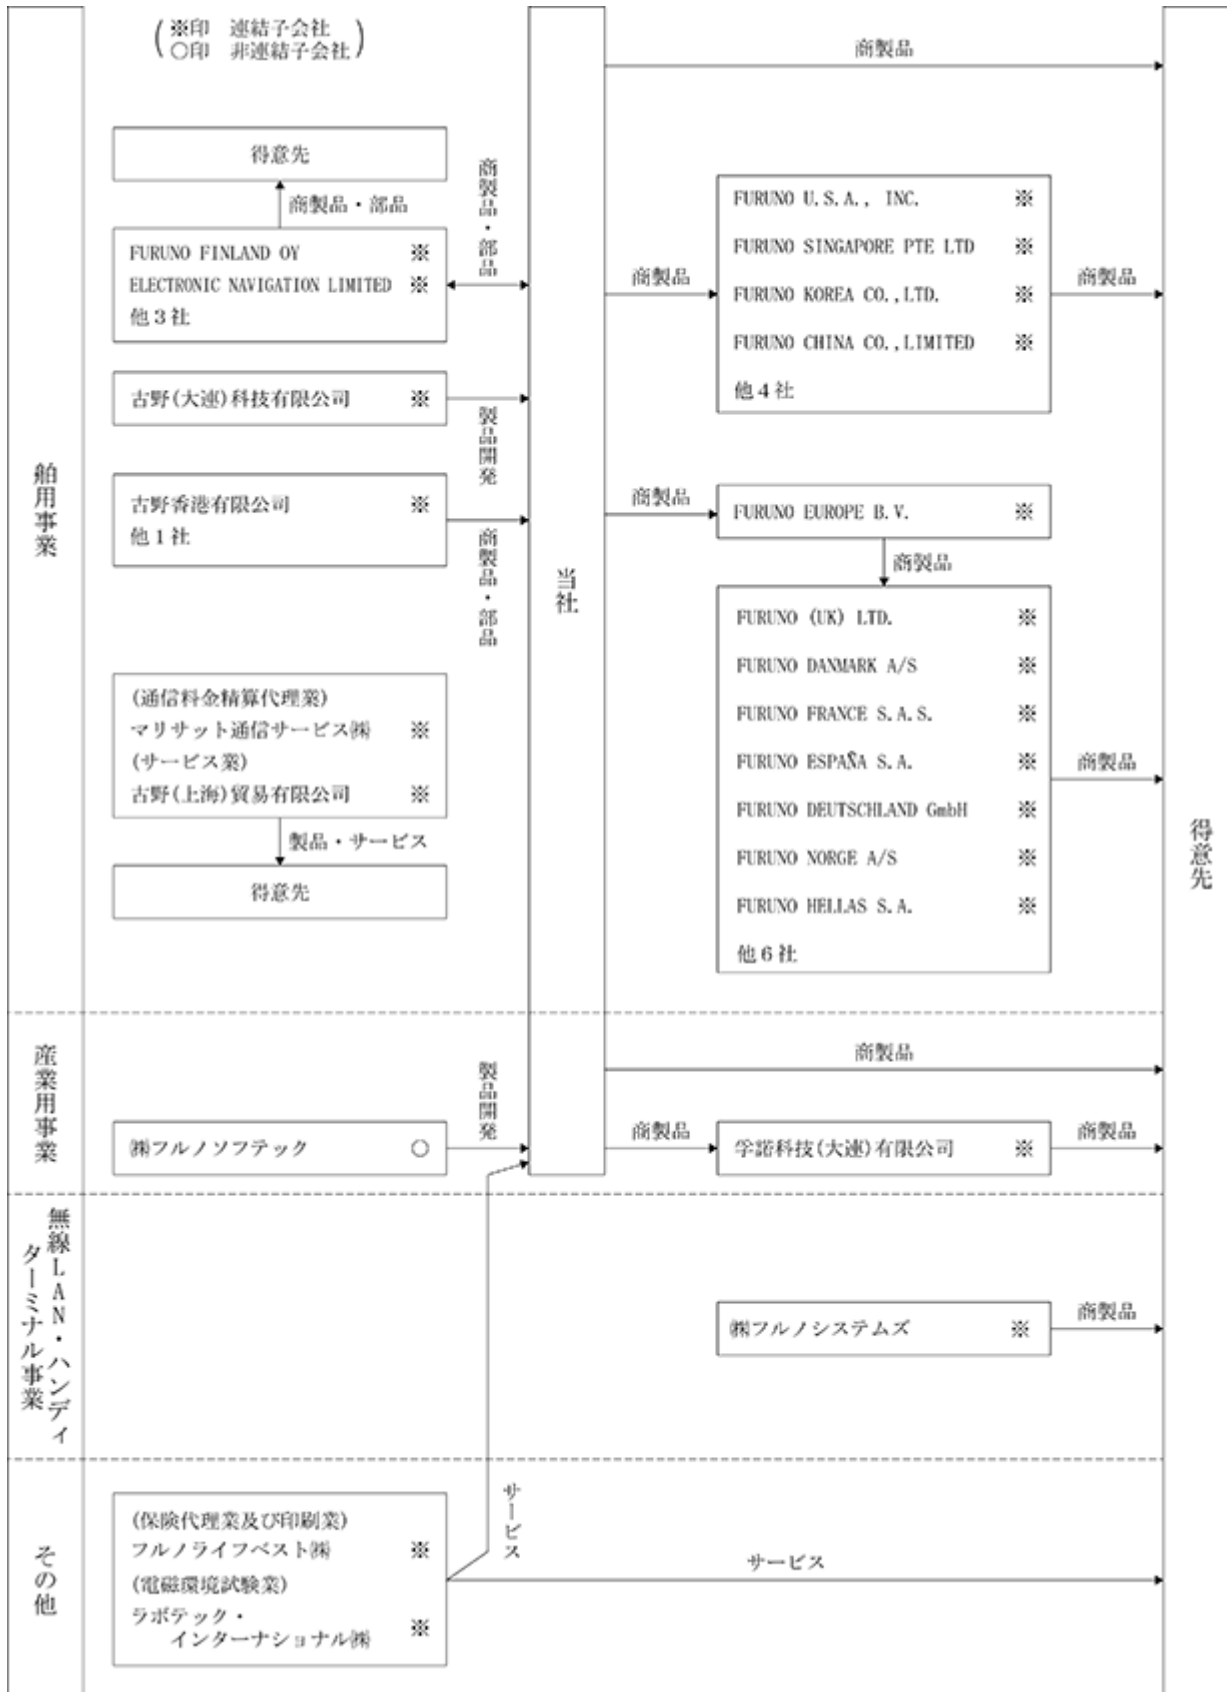 ※印 連結子会社
○印 非連結子会社
舶用事業
得意先
商製品・部品
FURUNO FINLAND OY ※
ELECTRONIC NAVIGATION LIMITED ※
他3社
商製品・部品
古野(大連)科技有限公司 ※
製品開発
古野香港有限公司 ※
他1社
商製品・部品
(通信料金精算代理業)
マリサット通信サービス㈱ ※
(サービス業)
古野(上海)貿易有限公司 ※
製品・サービス
得意先
当社
商製品
商製品
FURUNO U.S.A., INC. ※
FURUNO SINGAPORE PTE LTD ※
FURUNO KOREA CO.,LTD. ※
FURUNO CHINA CO.,LIMITED ※
他4社
商製品
商製品
FURUNO EUROPE B.V. ※
商製品
FURUNO (UK) LTD. ※
FURUNO DANMARK A/S ※
FURUNO FRANCE S.A.S. ※
FURUNO ESPAÑA S.A. ※
FURUNO DEUTSCHLAND GmbH ※
FURUNO NORGE A/S ※
FURUNO HELLAS S.A. ※
他6社
商製品
得意先
産業用事業
商製品
㈱フルノソフテック ○
製品開発
商製品
孚諾科技(大連)有限公司 ※
商製品
無線LAN・ハンディ
ターミナル事業
㈱フルノシステムズ ※
商製品
その他
(保険代理業及び印刷業)
フルノライフベスト㈱ ※
(電磁環境試験業)
ラボテック・
インターナショナル㈱ ※
サービス
サービス